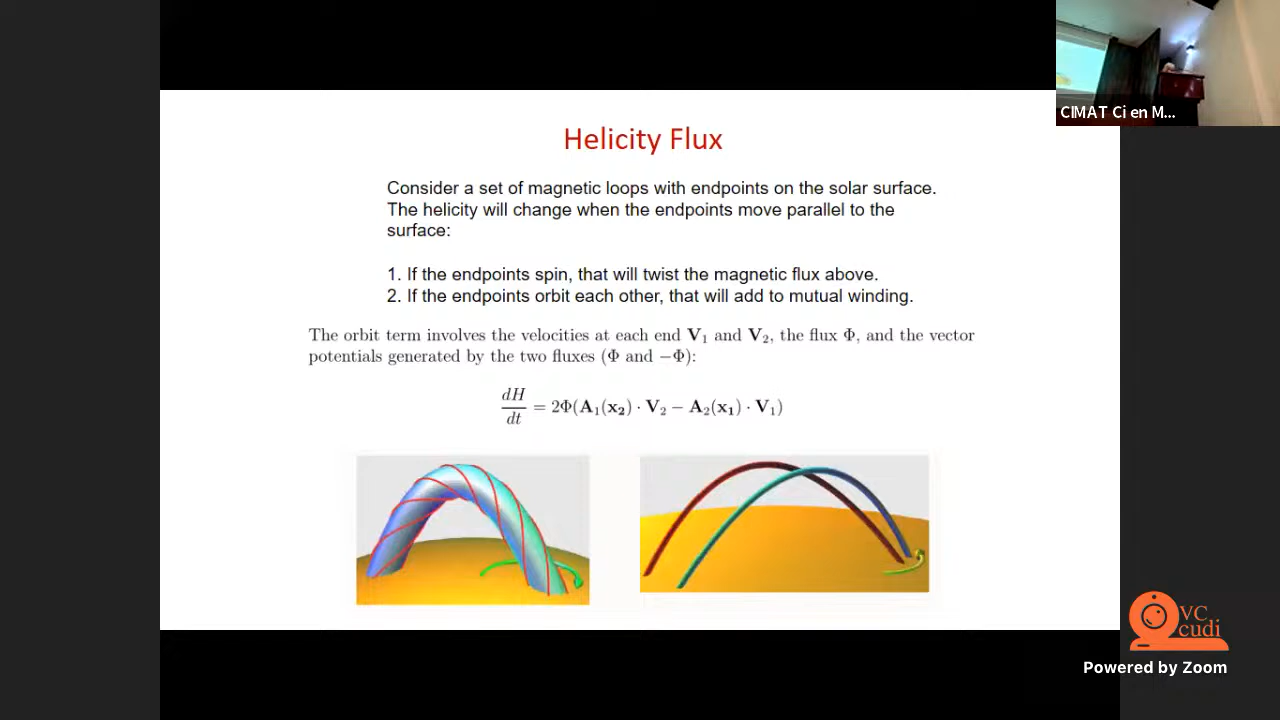 CIMAT Ci en M...
Helicity Flux
Consider a set of magnetic loops with endpoints on the solar surface.
The helicity will change when the endpoints move parallel to the
surface:
1. If the endpoints spin, that will twist the magnetic flux above.
2. If the endpoints orbit each other, that will add to mutual winding.
The orbit term involves the velocities at each end V₁ and V₂, the flux Φ, and the vector
potentials generated by the two fluxes (Φ and −Φ):
dH/dt = 2Φ(A₁(x₂) · V₂ − A₂(x₁) · V₁)
VC
cudi
Powered by Zoom